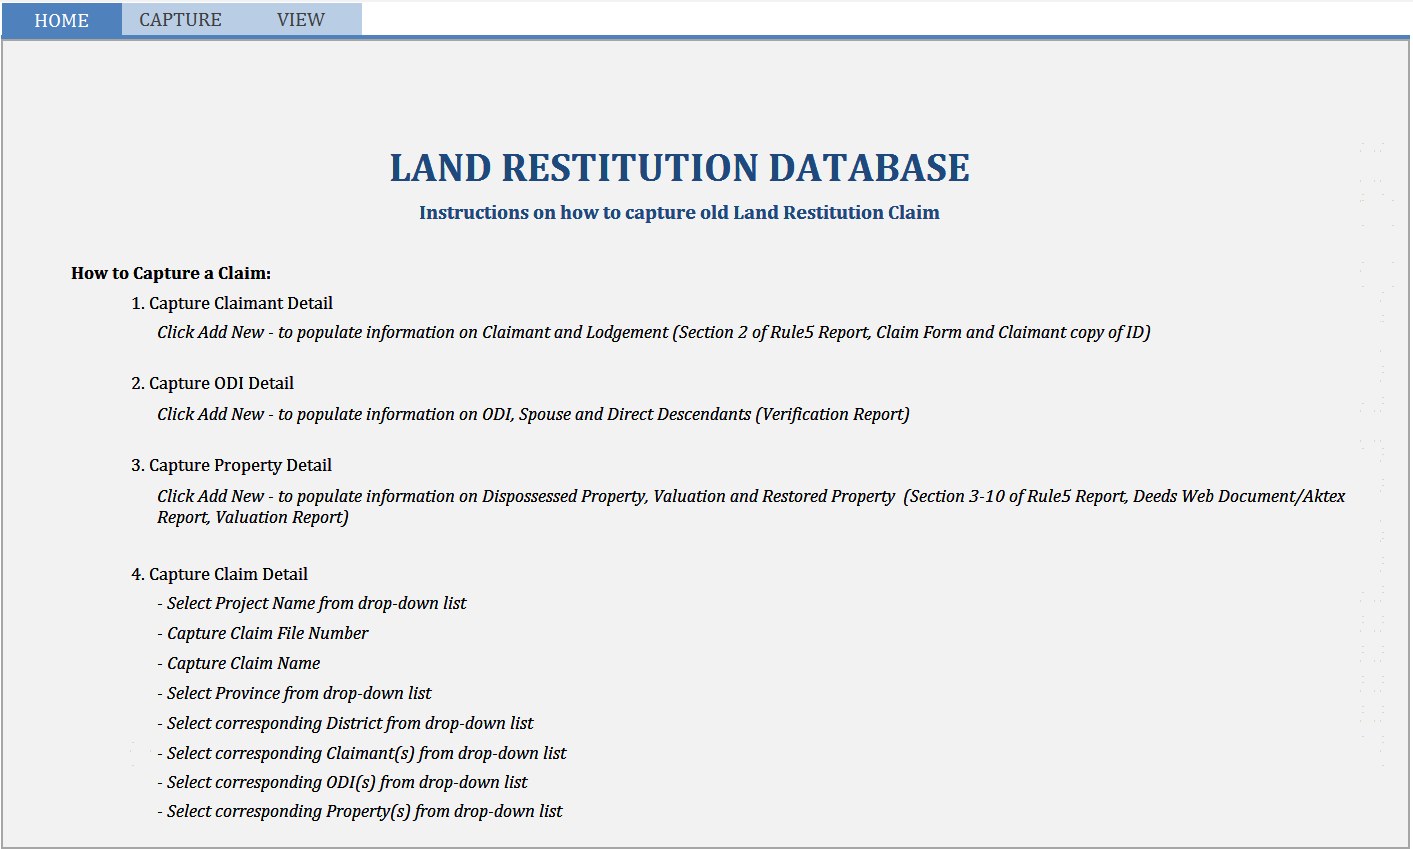 HOME CAPTURE VIEW
LAND RESTITUTION DATABASE
Instructions on how to capture old Land Restitution Claim
How to Capture a Claim:
1. Capture Claimant Detail
Click Add New - to populate information on Claimant and Lodgement (Section 2 of Rule5 Report, Claim Form and Claimant copy of ID)
2. Capture ODI Detail
Click Add New - to populate information on ODI, Spouse and Direct Descendants (Verification Report)
3. Capture Property Detail
Click Add New - to populate information on Dispossessed Property, Valuation and Restored Property  (Section 3-10 of Rule5 Report, Deeds Web Document/Aktex
Report, Valuation Report)
4. Capture Claim Detail
- Select Project Name from drop-down list
- Capture Claim File Number
- Capture Claim Name
- Select Province from drop-down list
- Select corresponding District from drop-down list
- Select corresponding Claimant(s) from drop-down list
- Select corresponding ODI(s) from drop-down list
- Select corresponding Property(s) from drop-down list